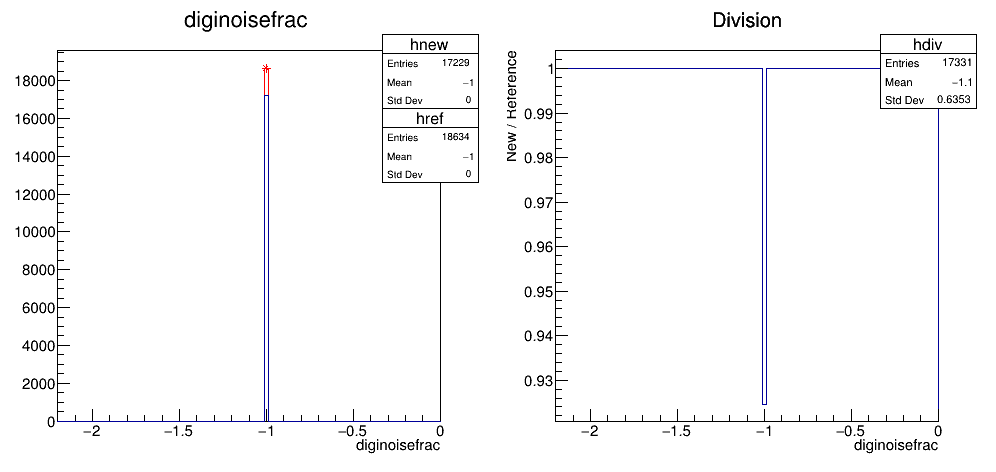 diginoisefrac
hnew
Entries 17229
Mean −1
Std Dev 0
href
Entries 18634
Mean −1
Std Dev 0
18000
16000
14000
12000
10000
8000
6000
4000
2000
0
−2 −1.5 −1 −0.5 0
diginoisefrac
Division
hdiv
Entries 17331
Mean −1.1
Std Dev 0.6353
New / Reference
1
0.99
0.98
0.97
0.96
0.95
0.94
0.93
−2 −1.5 −1 −0.5 0
diginoisefrac